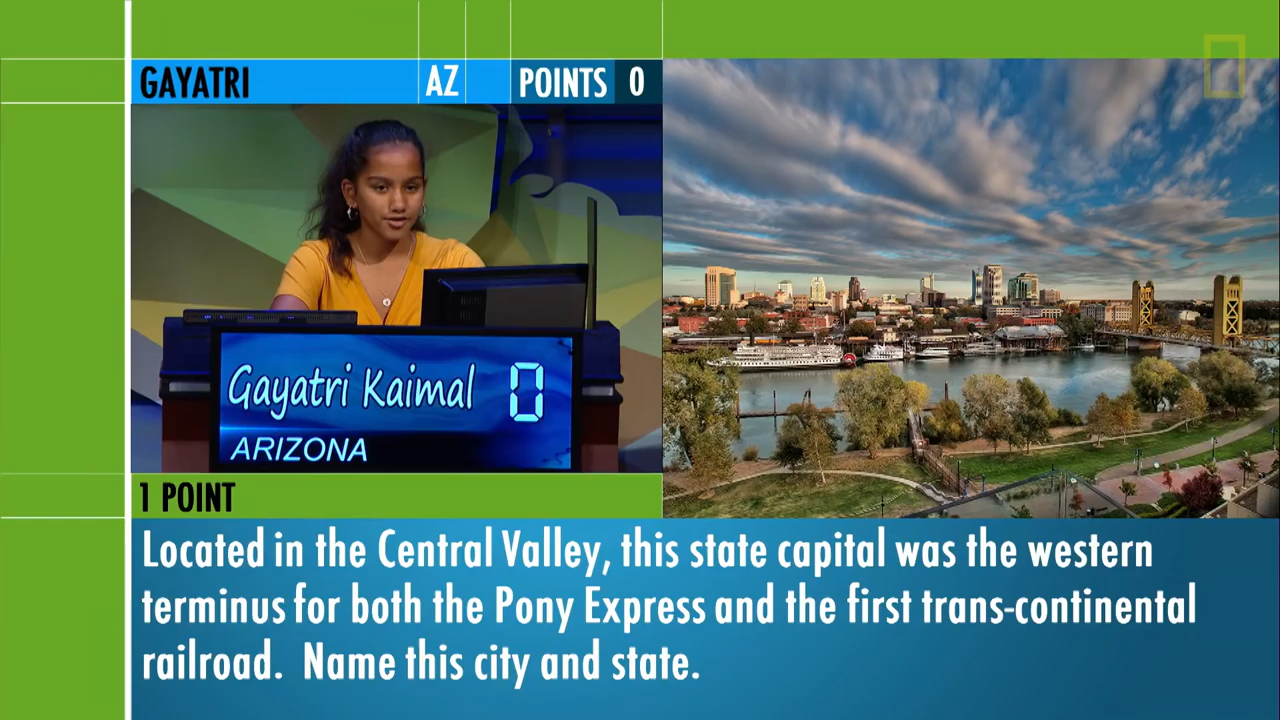 GAYATRI AZ POINTS 0
Gayatri Kaimal 0
ARIZONA
1 POINT
Located in the Central Valley, this state capital was the western
terminus for both the Pony Express and the first trans-continental
railroad. Name this city and state.